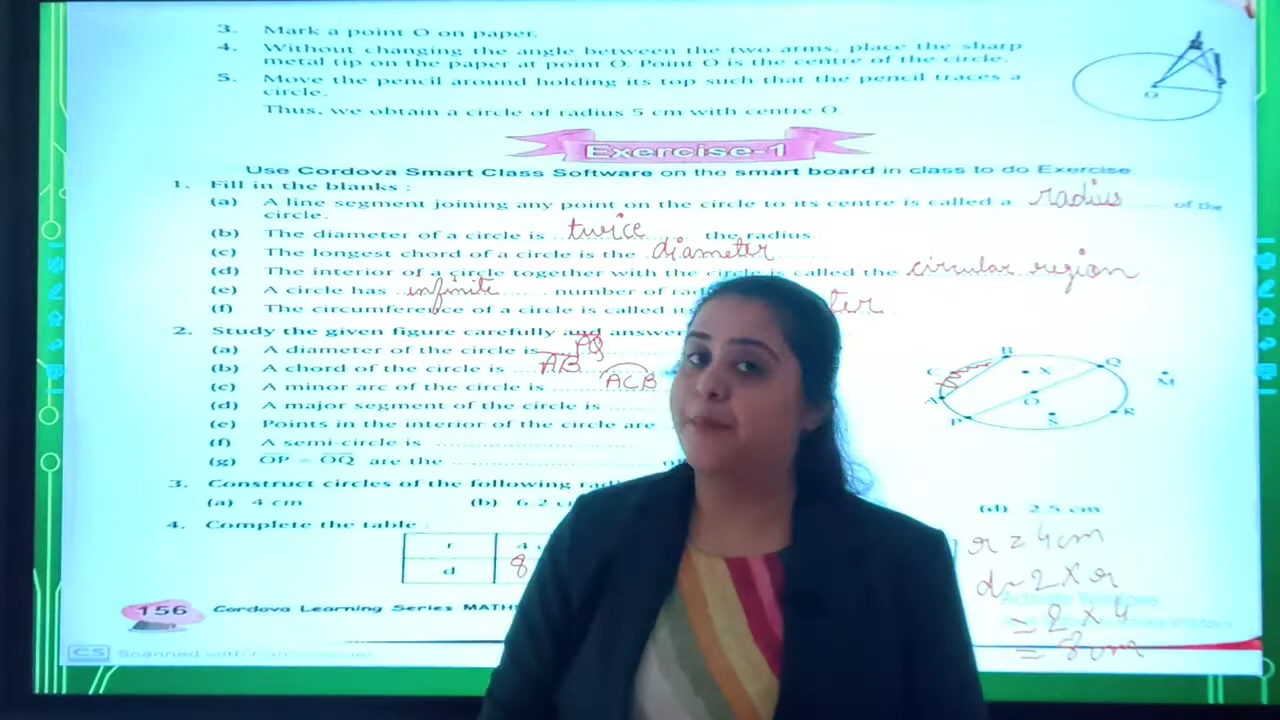 3. Mark a point O on paper.
4. Without changing the angle between the two arms, place the sharp
metal tip on the paper at point O. Point O is the centre of the circle.
5. Move the pencil around holding its top such that the pencil traces a
circle.
Thus, we obtain a circle of radius 5 cm with centre O.
O
Exercise-1
Use Cordova Smart Class Software on the smart board in class to do Exercise
1. Fill in the blanks :
(a) A line segment joining any point on the circle to its centre is called a radius of the
circle.
(b) The diameter of a circle is twice the radius.
(c) The longest chord of a circle is the diameter
(d) The interior of a circle together with the circle is called the circular region
(e) A circle has infinite number of
(f) The circumference of a circle is called
2. Study the given figure carefully and
(a) A diameter of the circle is PQ
(b) A chord of the circle is AB
(c) A minor arc of the circle is ACB
(d) A major segment of the circle is
(e) Points in the interior of the circle are
(f) A semi-circle is
(g) OP = OQ are the
A B C X Q M O P S R
3. Construct circles of the following
(a) 4 cm (b) 6.2 (d) 2.5 cm
4. Complete the table :
r 4
d 8
r = 4cm
d = 2 × r
= 2 × 4
= 8cm
Activate Windows
156 Cordova Learning Series
CS Scanned with